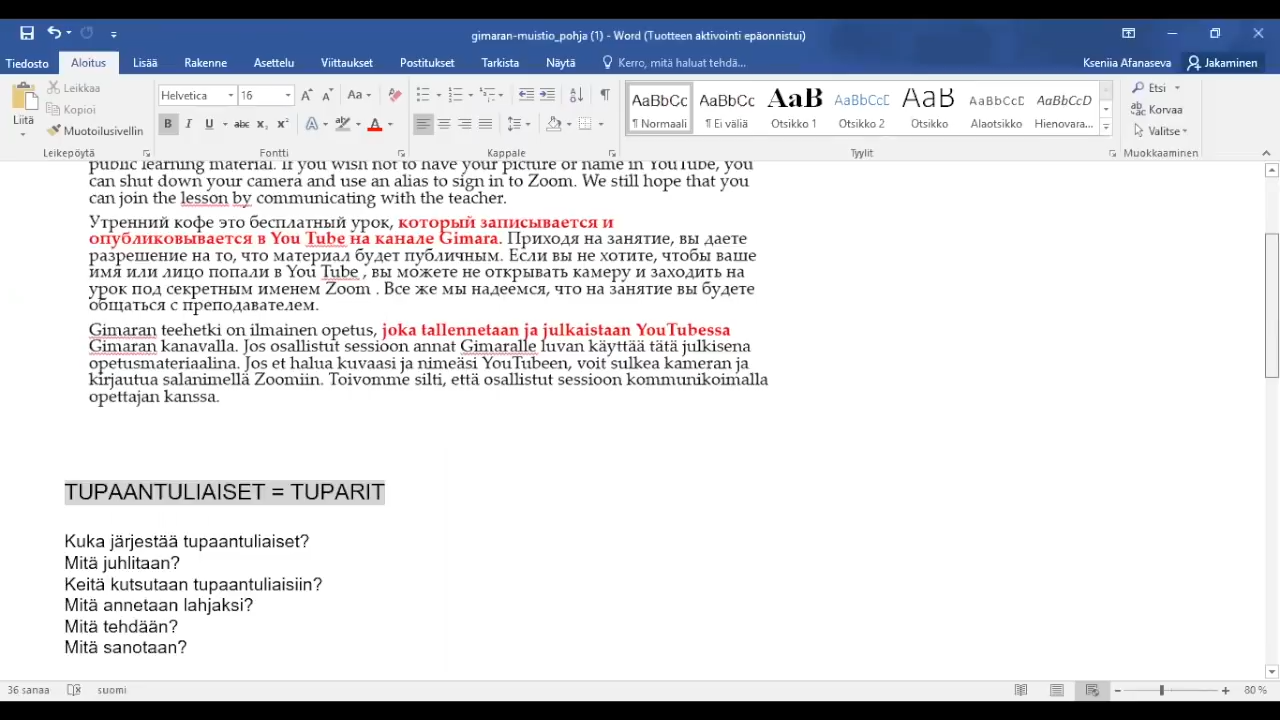 gimaran-muistio_pohja (1) - Word (Tuotteen aktivointi epäonnistui)
Tiedosto Aloitus Lisää Rakenne Asettelu Viittaukset Postitukset Tarkista Näytä Kerro, mitä haluat tehdä... Kseniia Afanaseva Jakaminen
Liitä
Leikkaa
Kopioi
Muotoilusivellin
Leikepöytä
Helvetica 16
Fontti
Kappale
AaBbCc AaBbCc AaB AaBbCcC AaB AaBbCcD AaBbCcD
¶ Normaali ¶ Ei väliä Otsikko 1 Otsikko 2 Otsikko Alaotsikko Hienovara...
Tyylit
Etsi
Korvaa
Valitse
Muokkaaminen
public learning material. If you wish not to have your picture or name in YouTube, you
can shut down your camera and use an alias to sign in to Zoom. We still hope that you
can join the lesson by communicating with the teacher.
Утренний кофе это бесплатный урок, который записывается и
опубликовывается в You Tube на канале Gimara. Приходя на занятие, вы даете
разрешение на то, что материал будет публичным. Если вы не хотите, чтобы ваше
имя или лицо попали в You Tube , вы можете не открывать камеру и заходить на
урок под секретным именем Zoom . Все же мы надеемся, что на занятие вы будете
общаться с преподавателем.
Gimaran teehetki on ilmainen opetus, joka tallennetaan ja julkaistaan YouTubessa
Gimaran kanavalla. Jos osallistut sessioon annat Gimaralle luvan käyttää tätä julkisena
opetusmateriaalina. Jos et halua kuvaasi ja nimeäsi YouTubeen, voit sulkea kameran ja
kirjautua salanimellä Zoomiin. Toivomme silti, että osallistut sessioon kommunikoimalla
opettajan kanssa.
TUPAANTULIAISET = TUPARIT
Kuka järjestää tupaantuliaiset?
Mitä juhlitaan?
Keitä kutsutaan tupaantuliaisiin?
Mitä annetaan lahjaksi?
Mitä tehdään?
Mitä sanotaan?
36 sanaa suomi 80 %